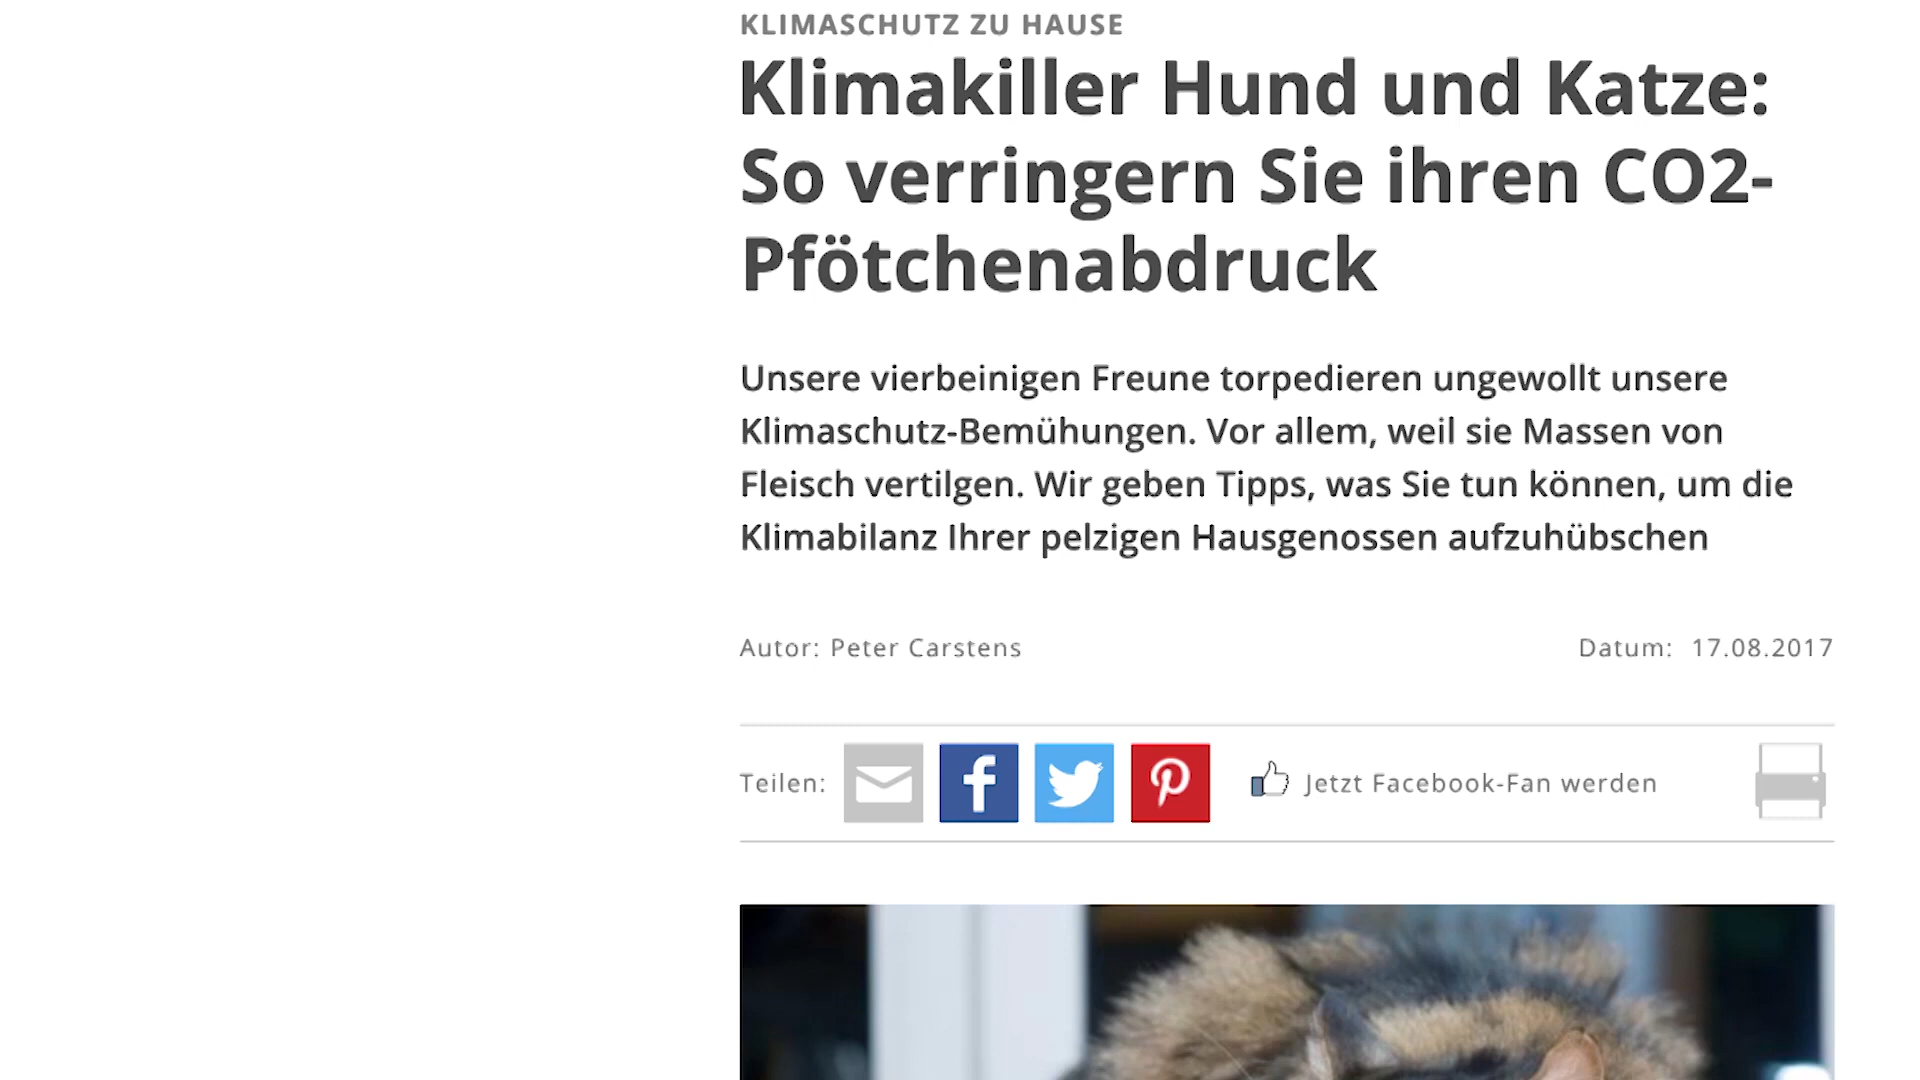 KLIMASCHUTZ ZU HAUSE
Klimakiller Hund und Katze:
So verringern Sie ihren CO2-
Pfötchenabdruck
Unsere vierbeinigen Freune torpedieren ungewollt unsere
Klimaschutz-Bemühungen. Vor allem, weil sie Massen von
Fleisch vertilgen. Wir geben Tipps, was Sie tun können, um die
Klimabilanz Ihrer pelzigen Hausgenossen aufzuhübschen
Autor: Peter Carstens Datum: 17.08.2017
Teilen: Jetzt Facebook-Fan werden